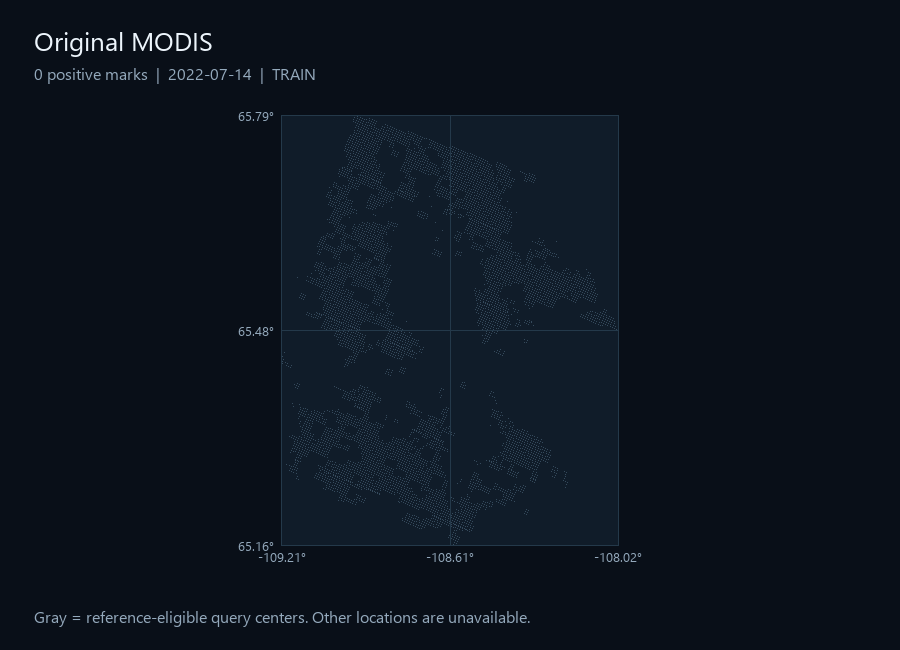 Original MODIS
0 positive marks | 2022-07-14 | TRAIN
65.79°
65.48°
65.16°
-109.21° -108.61° -108.02°
Gray = reference-eligible query centers. Other locations are unavailable.